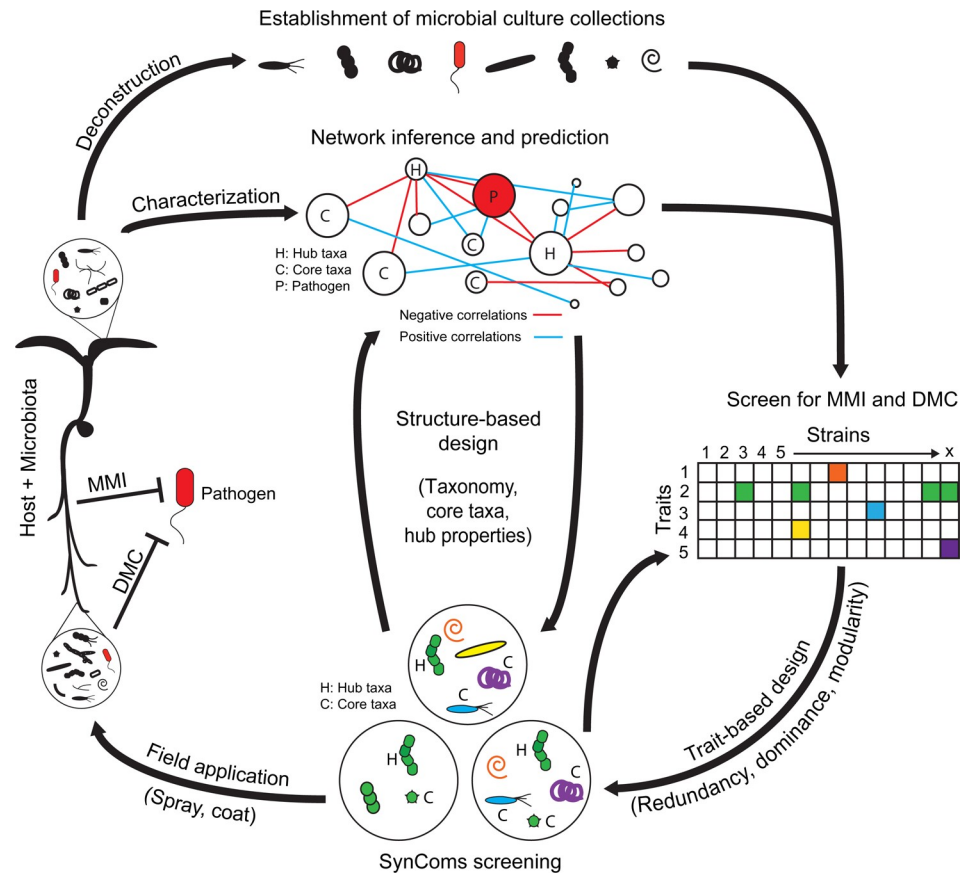 Establishment of microbial culture collections
Deconstruction
Network inference and prediction
Characterization
H
P
C
C
H
C
C
H: Hub taxa
C: Core taxa
P: Pathogen
Negative correlations
Positive correlations
Host + Microbiota
MMI
Pathogen
DMC
Structure-based
design
(Taxonomy,
core taxa,
hub properties)
Screen for MMI and DMC
Strains
1 2 3 4 5 x
Traits
1
2
3
4
5
Trait-based design
(Redundancy, dominance, modularity)
H: Hub taxa
C: Core taxa
H
C
C
H
C
H
C
C
C
Field application
(Spray, coat)
SynComs screening